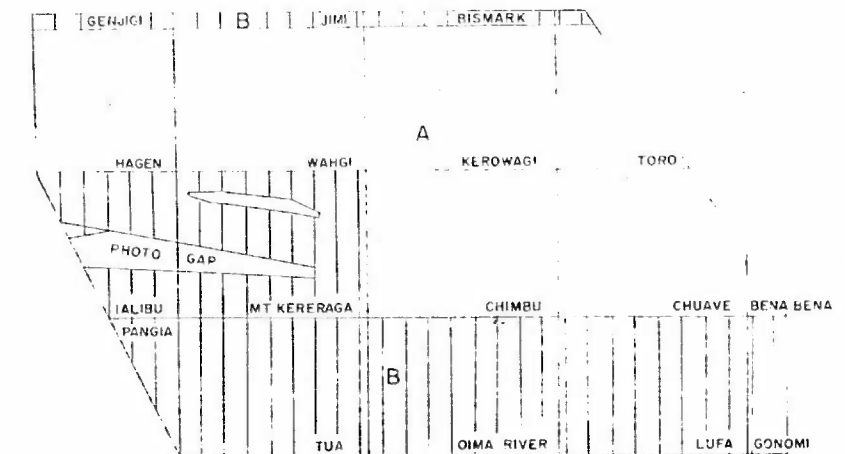 GENJIGI B JIMI BISMARK
A
HAGEN WAHGI KEROWAGI TORO
PHOTO GAP
IALIBU MT KERERAGA CHIMBU CHUAVE BENA BENA
PANGIA
B
TUA OIMA RIVER LUFA GONOMI